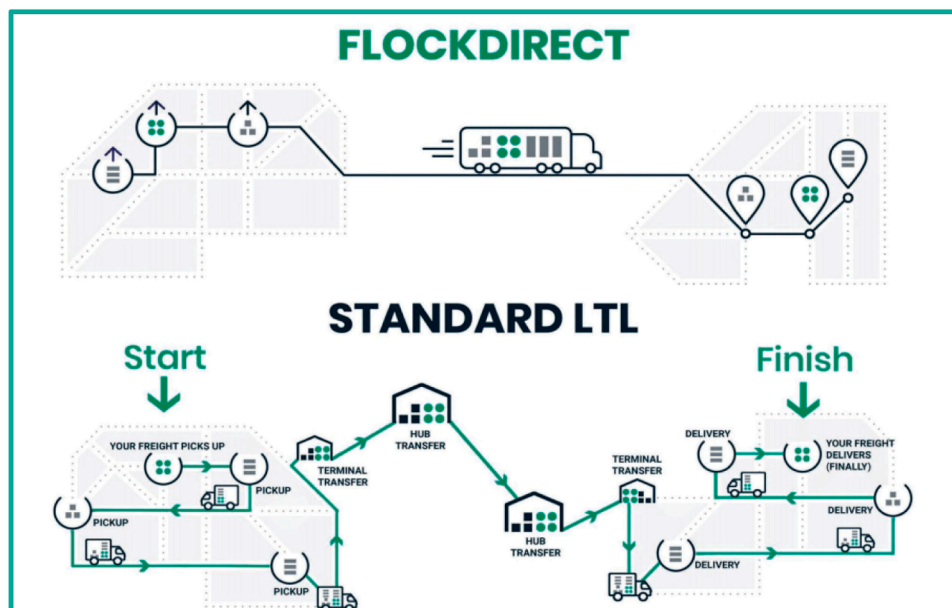 FLOCKDIRECT
STANDARD LTL
Start
Finish
YOUR FREIGHT PICKS UP
PICKUP
PICKUP
PICKUP
TERMINAL
TRANSFER
HUB
TRANSFER
HUB
TRANSFER
TERMINAL
TRANSFER
DELIVERY
DELIVERY
DELIVERY
YOUR FREIGHT
DELIVERS
(FINALLY)